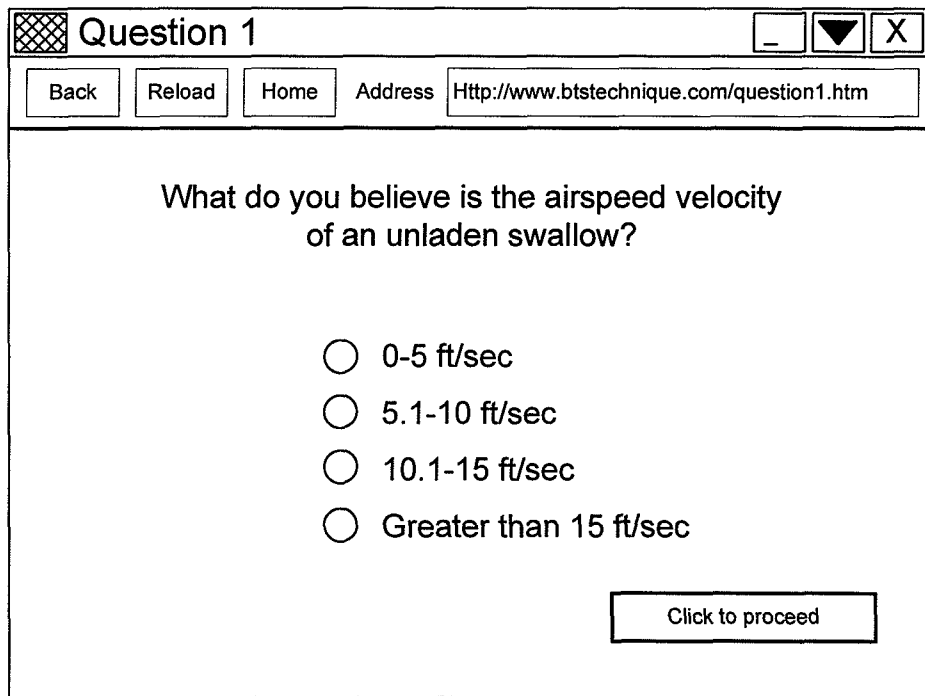 Question 1
_ X
Back Reload Home Address Http://www.btstechnique.com/question1.htm
What do you believe is the airspeed velocity
of an unladen swallow?
0-5 ft/sec
5.1-10 ft/sec
10.1-15 ft/sec
Greater than 15 ft/sec
Click to proceed